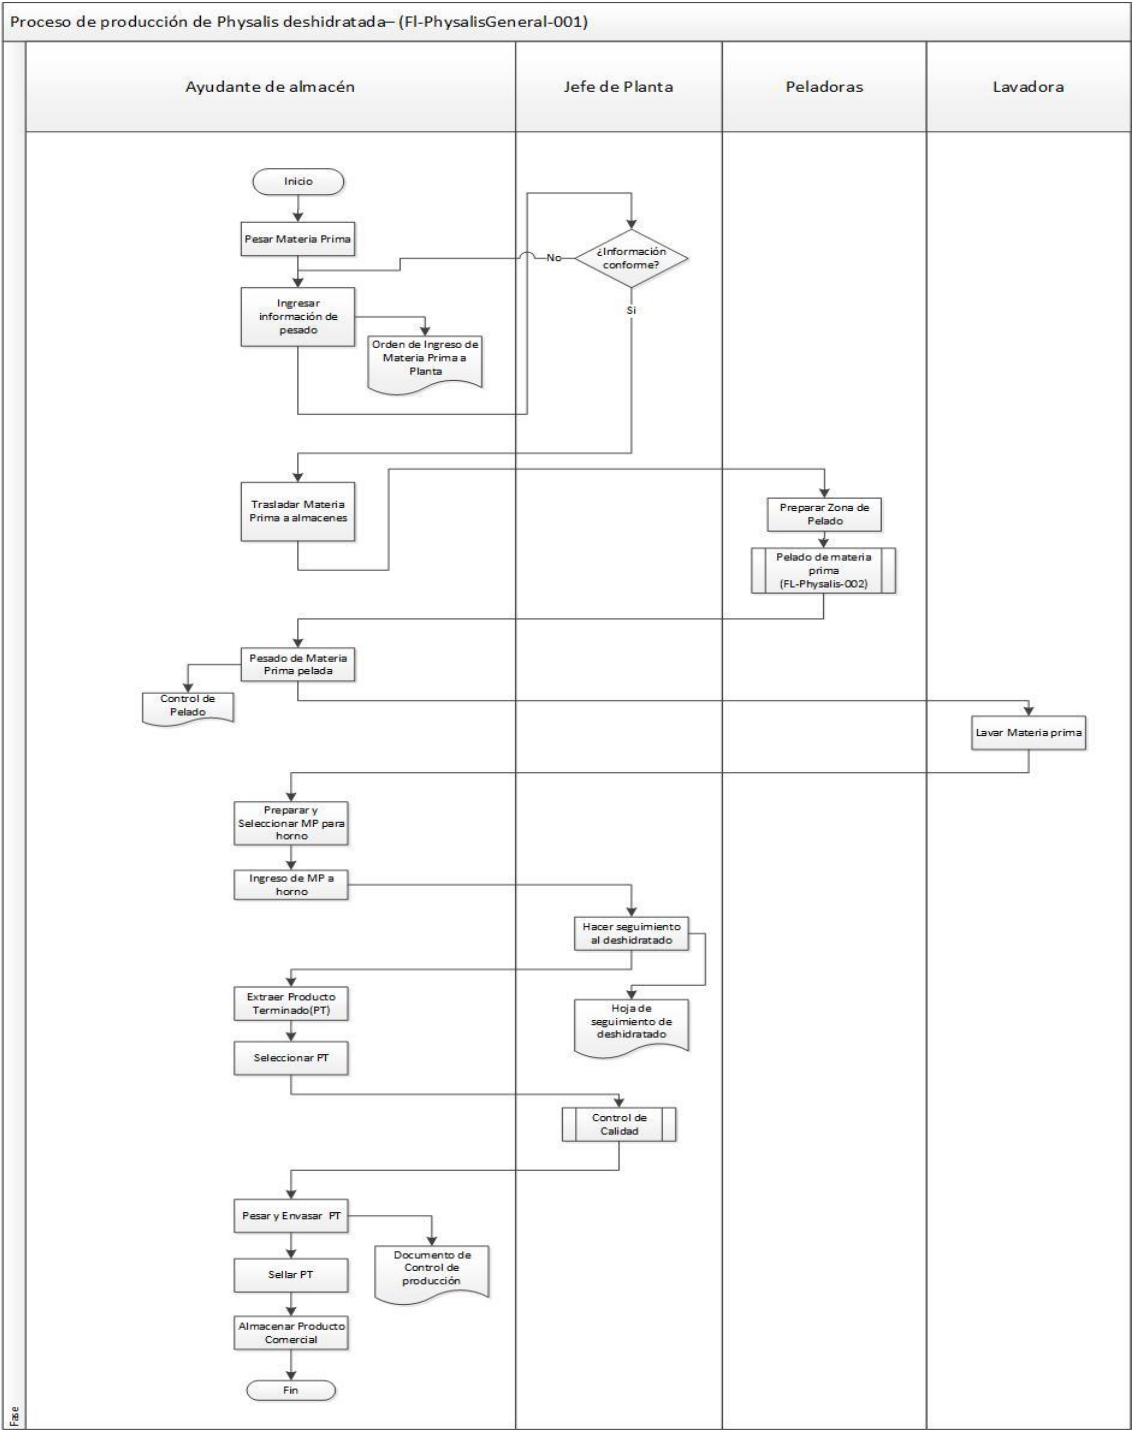 Proceso de producción de Physalis deshidratada– (Fl-PhysalisGeneral-001)
Ayudante de almacén
Jefe de Planta
Peladoras
Lavadora
Inicio
Pesar Materia Prima
¿Información
conforme?
No
Si
Ingresar
información de
pesado
Orden de Ingreso de
Materia Prima a
Planta
Trasladar Materia
Prima a almacenes
Preparar Zona de
Pelado
Pelado de materia
prima
(FL-Physalis-002)
Pesado de Materia
Prima pelada
Control de
Pelado
Lavar Materia prima
Preparar y
Seleccionar MP para
horno
Ingreso de MP a
horno
Hacer seguimiento
al deshidratado
Extraer Producto
Terminado(PT)
Hoja de
seguimiento de
deshidratado
Seleccionar PT
Control de
Calidad
Pesar y Envasar PT
Documento de
Control de
producción
Sellar PT
Almacenar Producto
Comercial
Fin
Fase